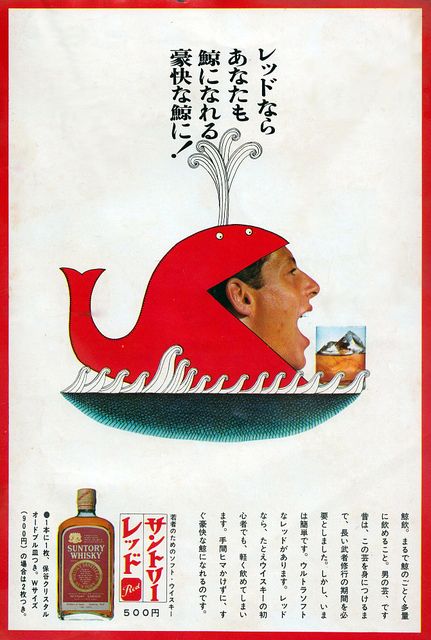 レッドなら
あなたも
鯨になれる
豪快な鯨に!
鯨飲。まるで鯨のごとく多量
に飲めること。男の芸、です
昔は、この芸を身につけるま
で、長い武者修行の期間を必
要としました。しかし、いま
は簡単です。ウルトラソフト
なレッドがあります。レッド
なら、たとえウイスキーの初
心者でも、軽く飲めてしまい
ます。手間ヒマかけずに、す
ぐ豪快な鯨になれるのです。
若者のためのソフト・ウイスキー
サントリー
レッド
Red
500円
SUNTORY
WHISKY
●1本に1枚、保谷クリスタル
オードブル皿つき。Wサイズ
(900円)の場合は2枚つき。